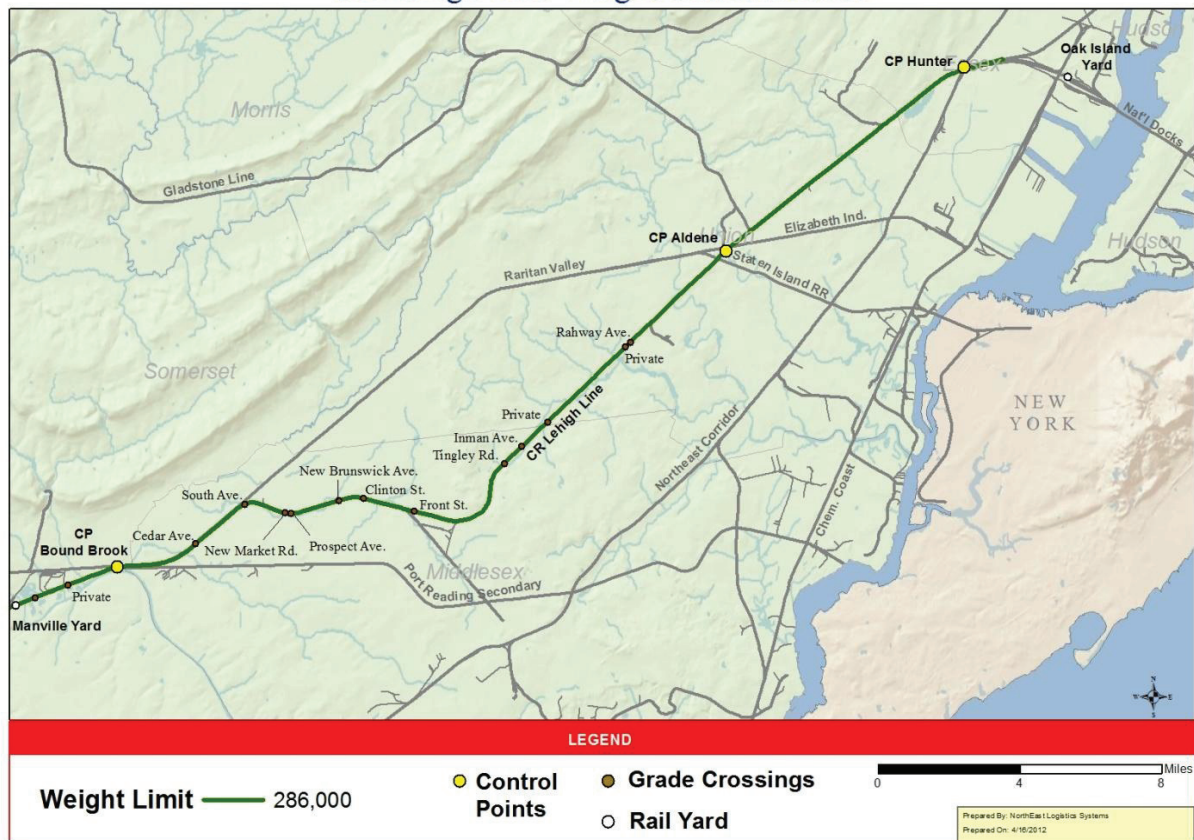 Hudson
CP Hunter
Essex
Oak Island
Yard
Morris
Nat'l Docks
Gladstone Line
Elizabeth Ind.
CP Aldene
Union
Hudson
Staten Island RR
Raritan Valley
Rahway Ave.
Private
Somerset
Private
CR Lehigh Line
NEW
YORK
Inman Ave.
Tingley Rd.
Northeast Corridor
New Brunswick Ave.
Clinton St.
South Ave.
Front St.
Chem. Coast
Cedar Ave.
New Market Rd.
Prospect Ave.
CP
Bound Brook
Middlesex
Port Reading Secondary
Private
Manville Yard
N
W E
S
LEGEND
Weight Limit 286,000
Control
Points
Grade Crossings
Rail Yard
Miles
0 4 8
Prepared By: NorthEast Logistics Systems
Prepared On: 4/16/2012